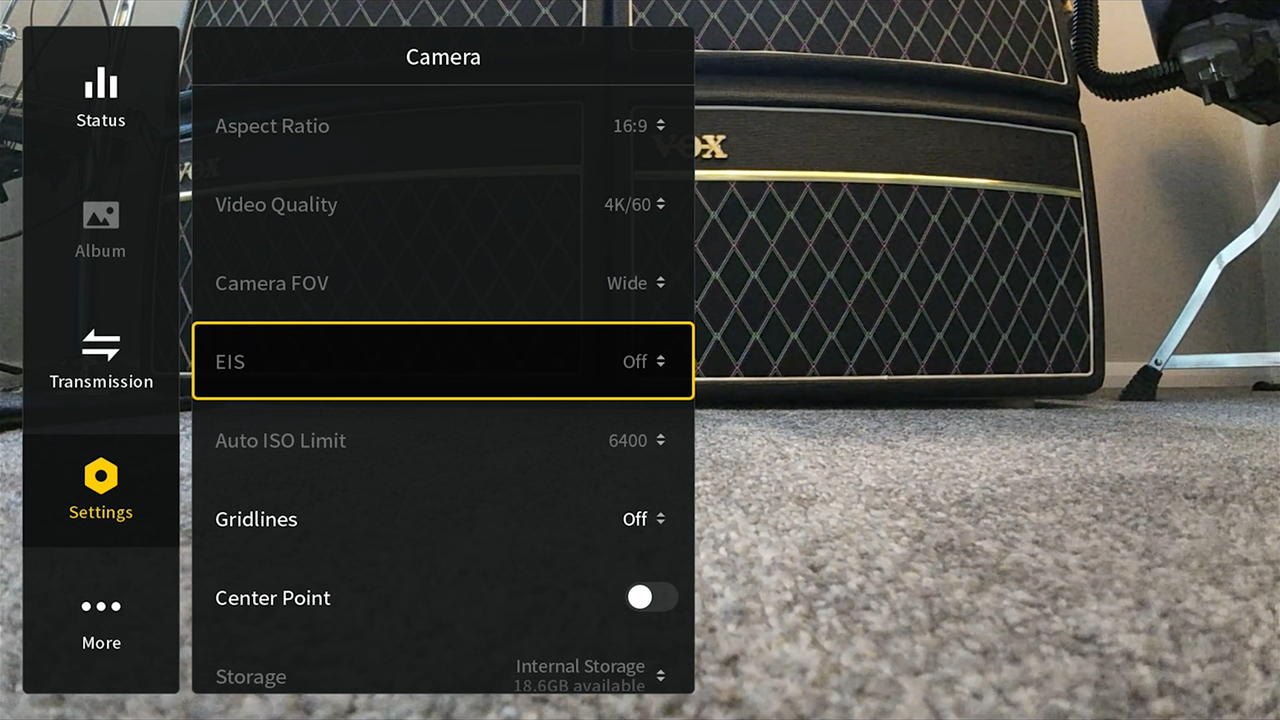 Camera
Status
Album
Transmission
Settings
More
Aspect Ratio 16:9
Video Quality 4K/60
Camera FOV Wide
EIS Off
Auto ISO Limit 6400
Gridlines Off
Center Point
Storage Internal Storage
18.6GB available
VOX
VOX